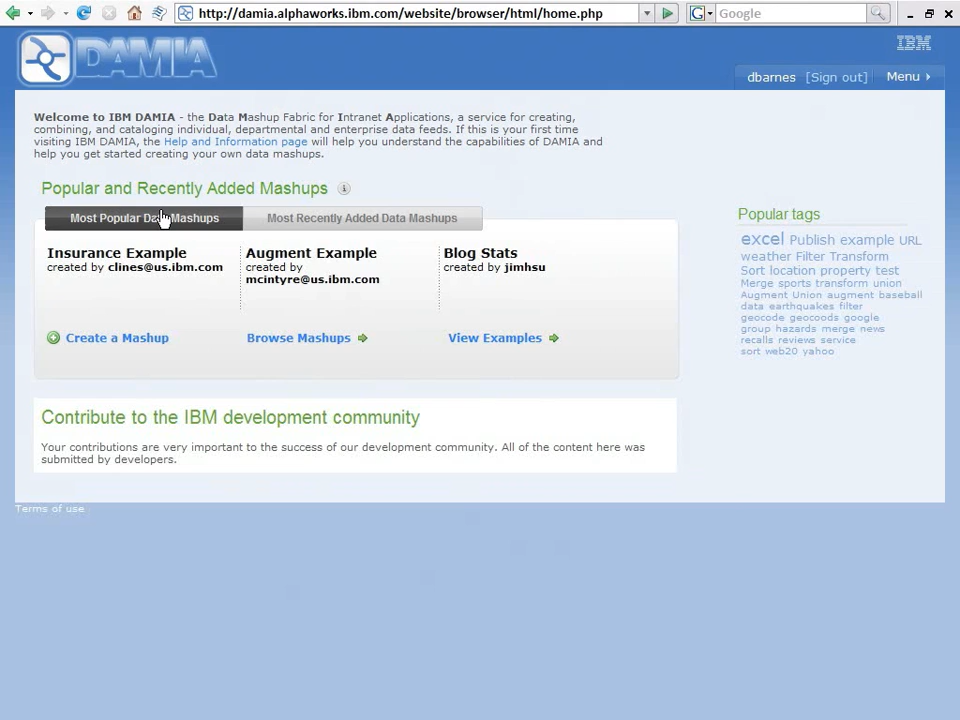 http://damia.alphaworks.ibm.com/website/browser/html/home.php
G
Google
DAMIA
IBM
dbarnes [Sign out] Menu
Welcome to IBM DAMIA - the Data Mashup Fabric for Intranet Applications, a service for creating,
combining, and cataloging individual, departmental and enterprise data feeds. If this is your first time
visiting IBM DAMIA, the Help and Information page will help you understand the capabilities of DAMIA and
help you get started creating your own data mashups.
Popular and Recently Added Mashups i
Most Popular Data Mashups
Most Recently Added Data Mashups
Insurance Example
created by clines@us.ibm.com
Augment Example
created by
mcintyre@us.ibm.com
Blog Stats
created by jimhsu
Create a Mashup
Browse Mashups
View Examples
Contribute to the IBM development community
Your contributions are very important to the success of our development community. All of the content here was
submitted by developers.
Popular tags
excel Publish example URL
weather Filter Transform
Sort location property test
Merge sports transform union
Augment Union augment baseball
data earthquakes filter
geocode geocoods google
group hazards merge news
recalls reviews service
sort web20 yahoo
Terms of use